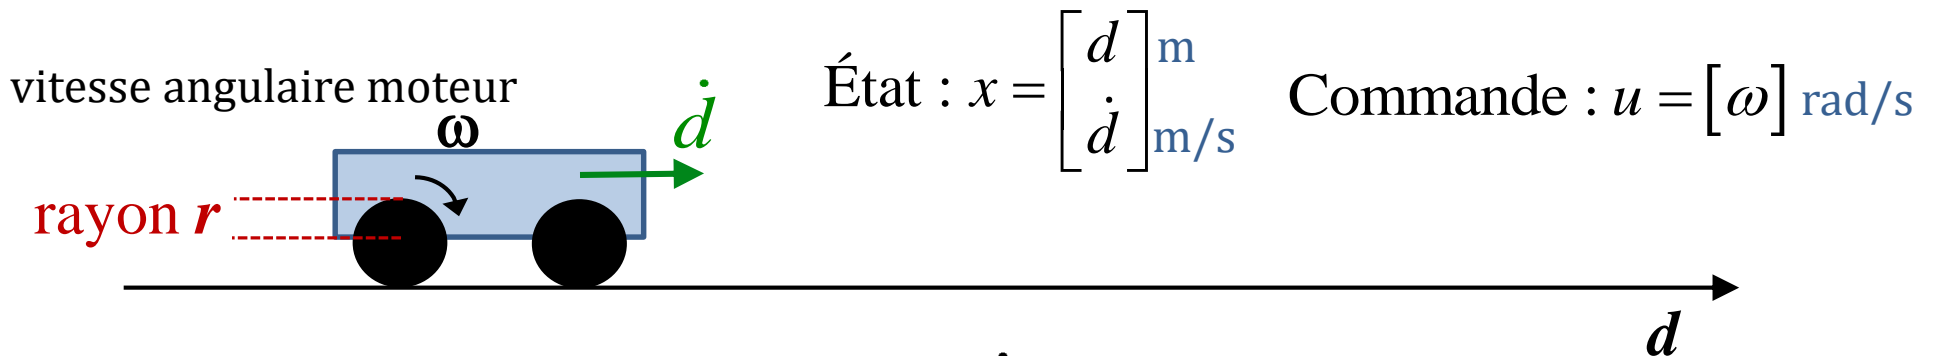 vitesse angulaire moteur
ω
ḋ
rayon r
État : x = [ d ḋ ] m m/s
Commande : u = [ω] rad/s
d